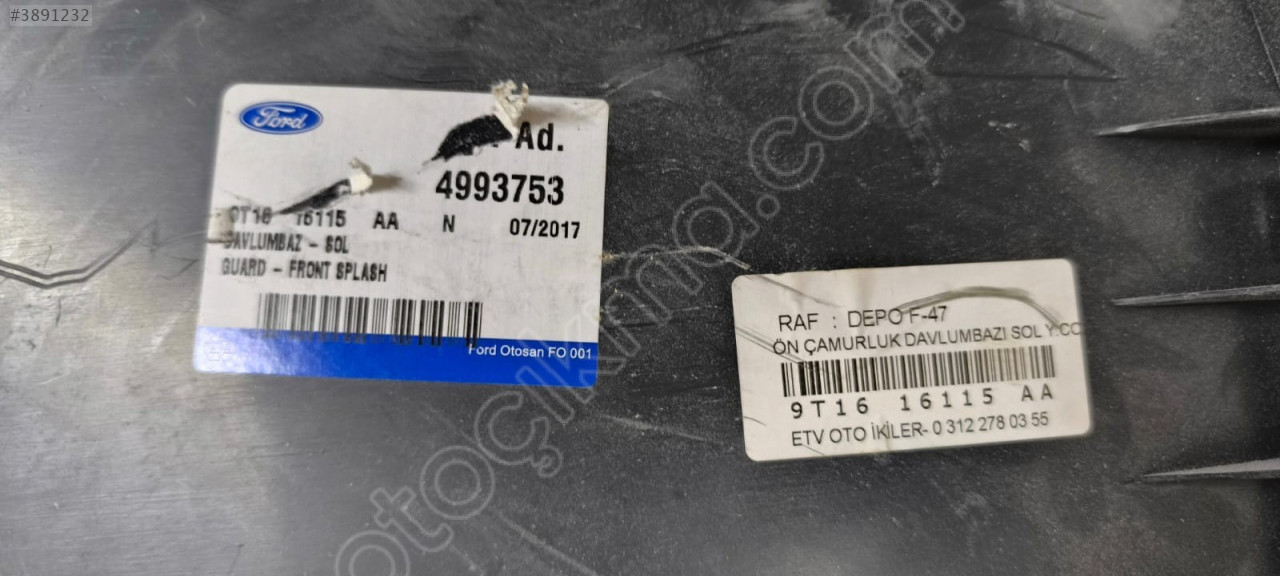 #3891232
Ford
Ad.
4993753
16115 AA N 07/2017
DAVLUMBAZ - SOL
GUARD - FRONT SPLASH
Ford Otosan FO 001
RAF : DEPO F-47
ÖN ÇAMURLUK DAVLUMBAZI SOL Y.CO
9T16 16115 AA
ETV OTO İKİLER- 0 312 278 03 55
otoçıkma.com